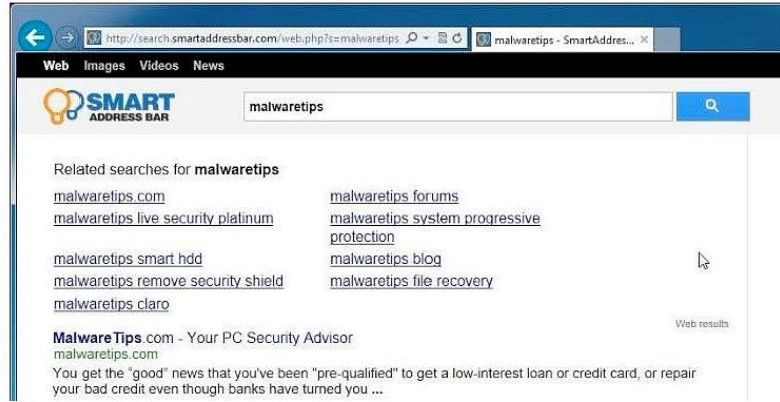 http://search.smartaddressbar.com/web.php?s=malwaretips
malwaretips - SmartAddres...
Web Images Videos News
SMART
ADDRESS BAR
malwaretips
Related searches for malwaretips
malwaretips.com
malwaretips forums
malwaretips live security platinum
malwaretips system progressive
protection
malwaretips smart hdd
malwaretips blog
malwaretips remove security shield
malwaretips file recovery
malwaretips claro
Web results
MalwareTips.com - Your PC Security Advisor
malwaretips.com
You get the "good" news that you've been "pre-qualified" to get a low-interest loan or credit card, or repair
your bad credit even though banks have turned you ...